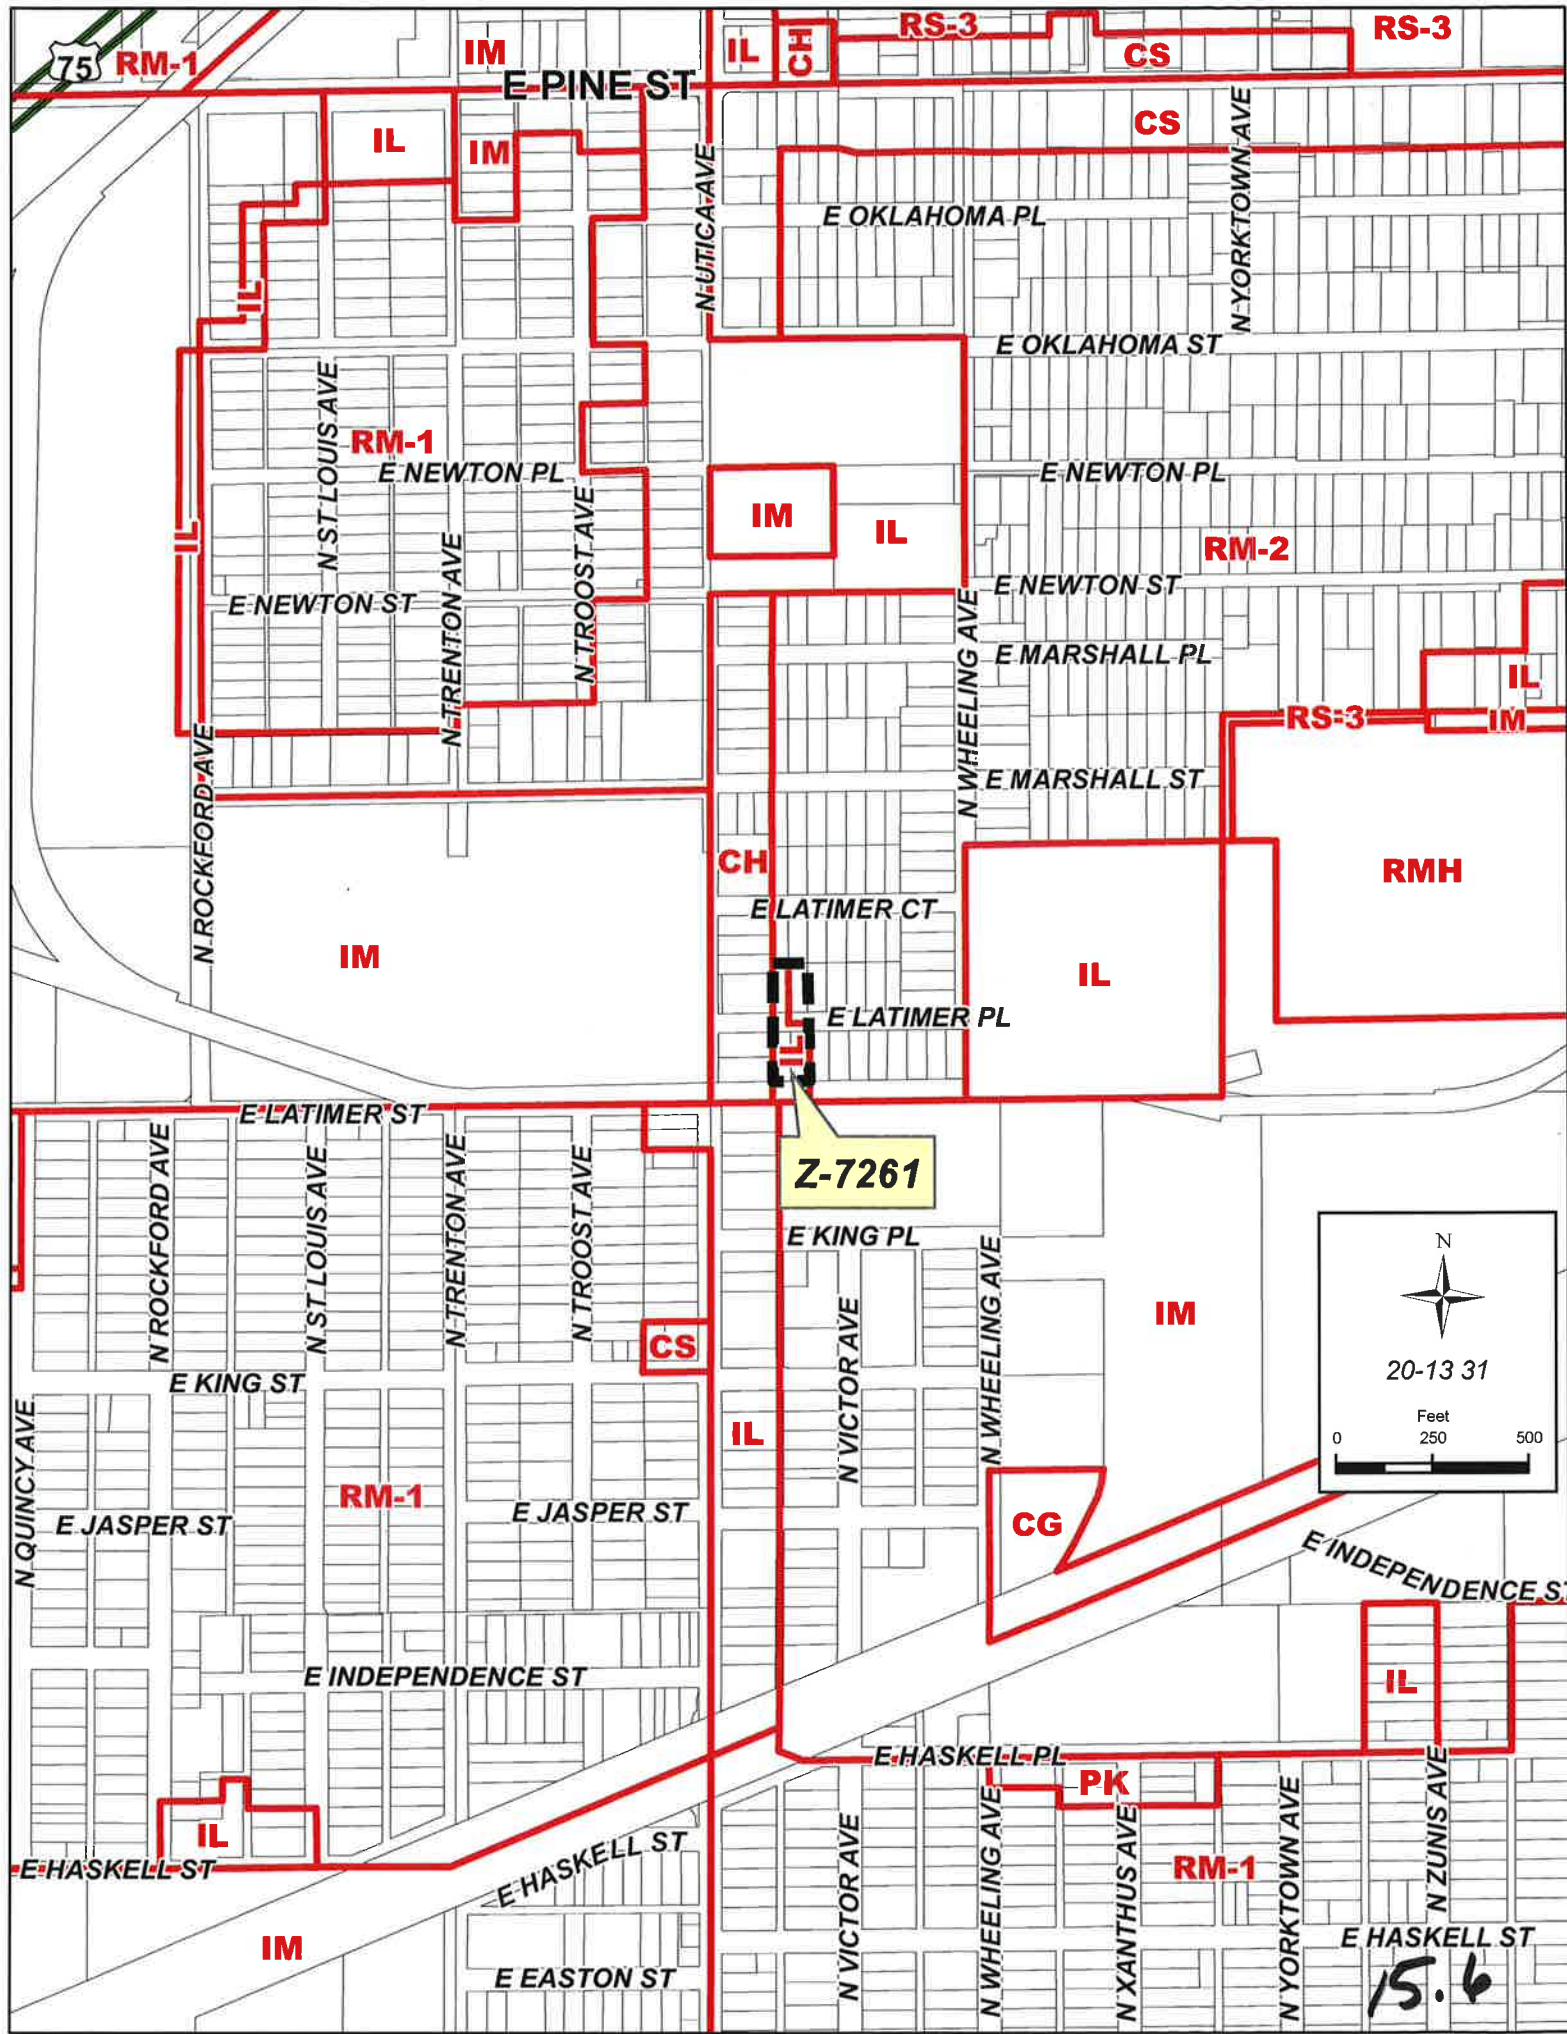 RS-3
RS-3
IM
IL
CH
CS
75
RM-1
E PINE ST
CS
IL
IM
N YORKTOWN AVE
N UTICA AVE
E OKLAHOMA PL
IL
E OKLAHOMA ST
N ST LOUIS AVE
RM-1
E NEWTON PL
E NEWTON PL
IM
IL
IL
RM-2
N TROOST AVE
N TRENTON AVE
E NEWTON ST
E NEWTON ST
N WHEELING AVE
E MARSHALL PL
IL
RS-3
IM
N ROCKFORD AVE
E MARSHALL ST
CH
RMH
E LATIMER CT
IM
IL
E LATIMER PL
IL
E LATIMER ST
Z-7261
N ROCKFORD AVE
N ST LOUIS AVE
N TRENTON AVE
N TROOST AVE
E KING PL
N WHEELING AVE
N VICTOR AVE
IM
N
20-13 31
Feet
0 250 500
CS
E KING ST
N QUINCY AVE
IL
RM-1
E JASPER ST
E JASPER ST
CG
E INDEPENDENCE ST
E INDEPENDENCE ST
IL
E HASKELL PL
PK
N ZUNIS AVE
IL
E HASKELL ST
E HASKELL ST
N VICTOR AVE
N WHEELING AVE
N XANTHUS AVE
RM-1
N YORKTOWN AVE
IM
E HASKELL ST
E EASTON ST
15.6